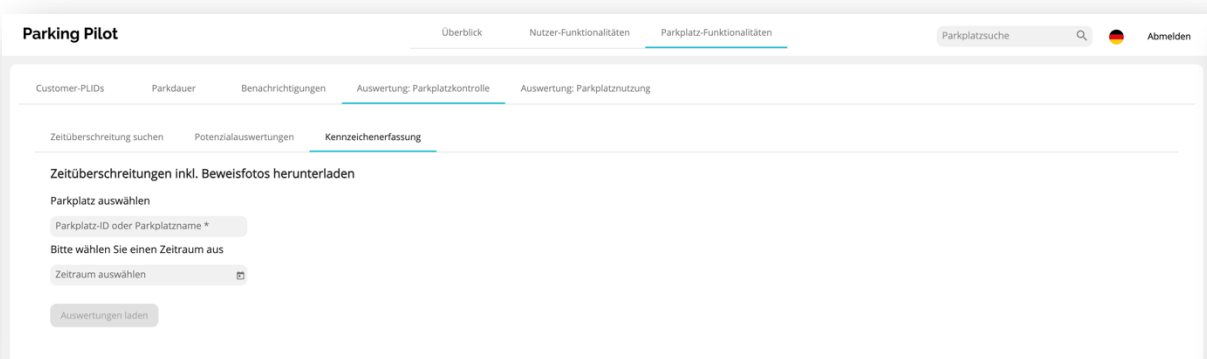 Parking Pilot
Überblick Nutzer-Funktionalitäten Parkplatz-Funktionalitäten Parkplatzsuche Abmelden
Customer-PLIDs Parkdauer Benachrichtigungen Auswertung: Parkplatzkontrolle Auswertung: Parkplatznutzung
Zeitüberschreitung suchen Potenzialauswertungen Kennzeichenerfassung
Zeitüberschreitungen inkl. Beweisfotos herunterladen
Parkplatz auswählen
Parkplatz-ID oder Parkplatzname *
Bitte wählen Sie einen Zeitraum aus
Zeitraum auswählen
Auswertungen laden